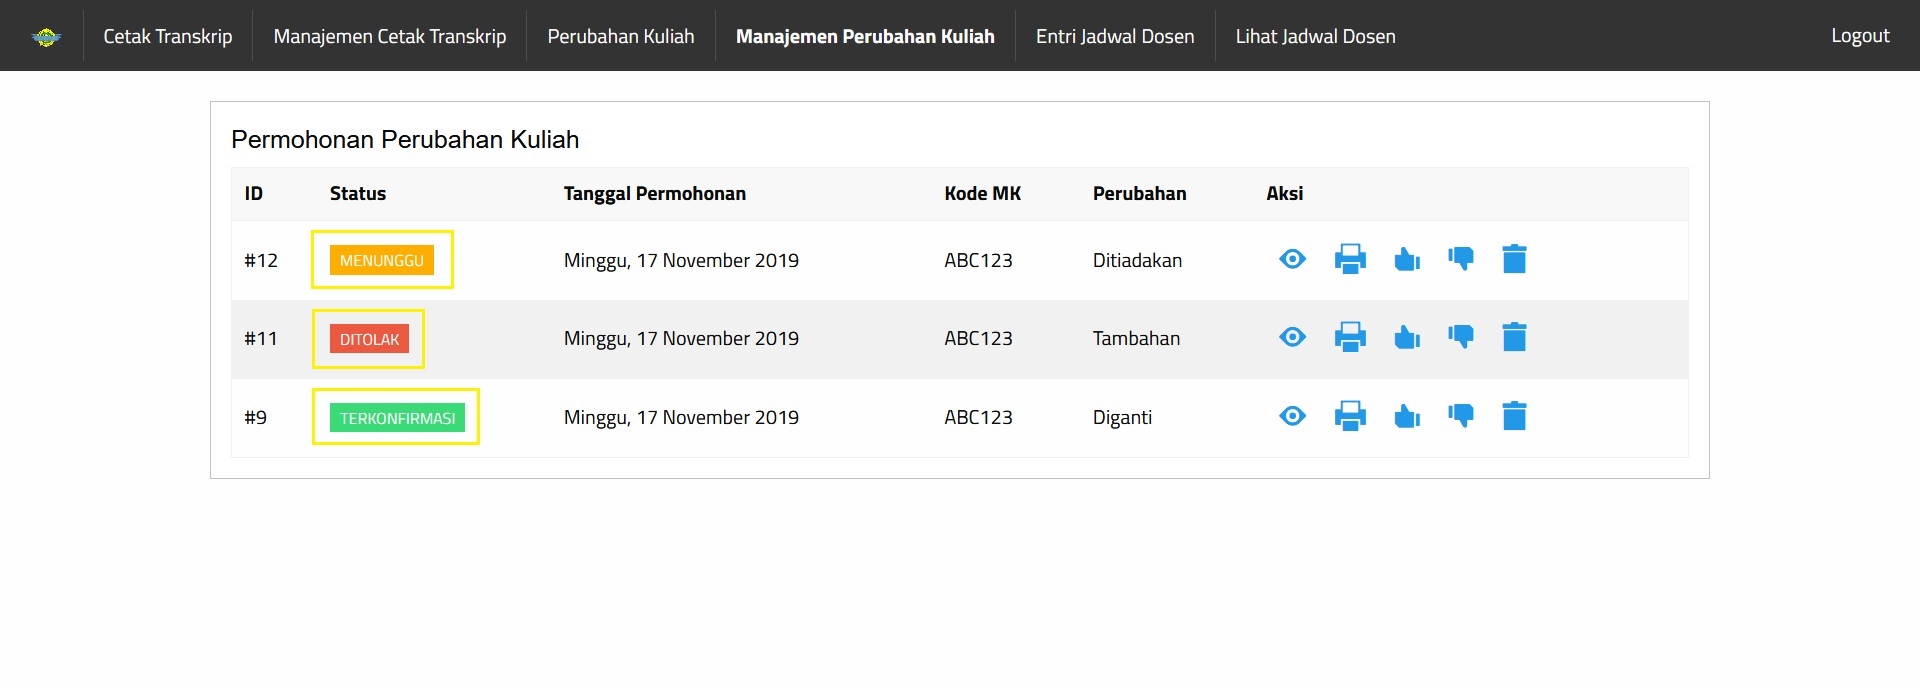 Cetak Transkrip Manajemen Cetak Transkrip Perubahan Kuliah Manajemen Perubahan Kuliah Entri Jadwal Dosen Lihat Jadwal Dosen Logout
Permohonan Perubahan Kuliah
ID Status Tanggal Permohonan Kode MK Perubahan Aksi
#12 MENUNGGU Minggu, 17 November 2019 ABC123 Ditiadakan
#11 DITOLAK Minggu, 17 November 2019 ABC123 Tambahan
#9 TERKONFIRMASI Minggu, 17 November 2019 ABC123 Diganti